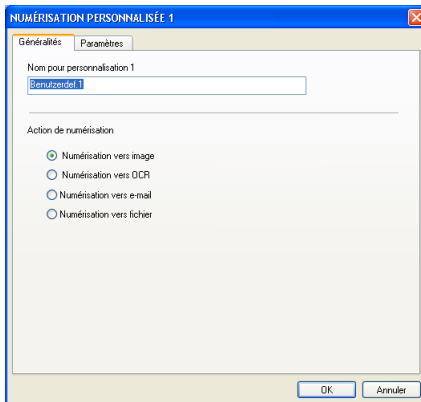 NUMÉRISATION PERSONNALISÉE 1
Généralités Paramètres
Nom pour personnalisation 1
Benutzerdef.1
Action de numérisation
Numérisation vers image
Numérisation vers OCR
Numérisation vers e-mail
Numérisation vers fichier
OK Annuler